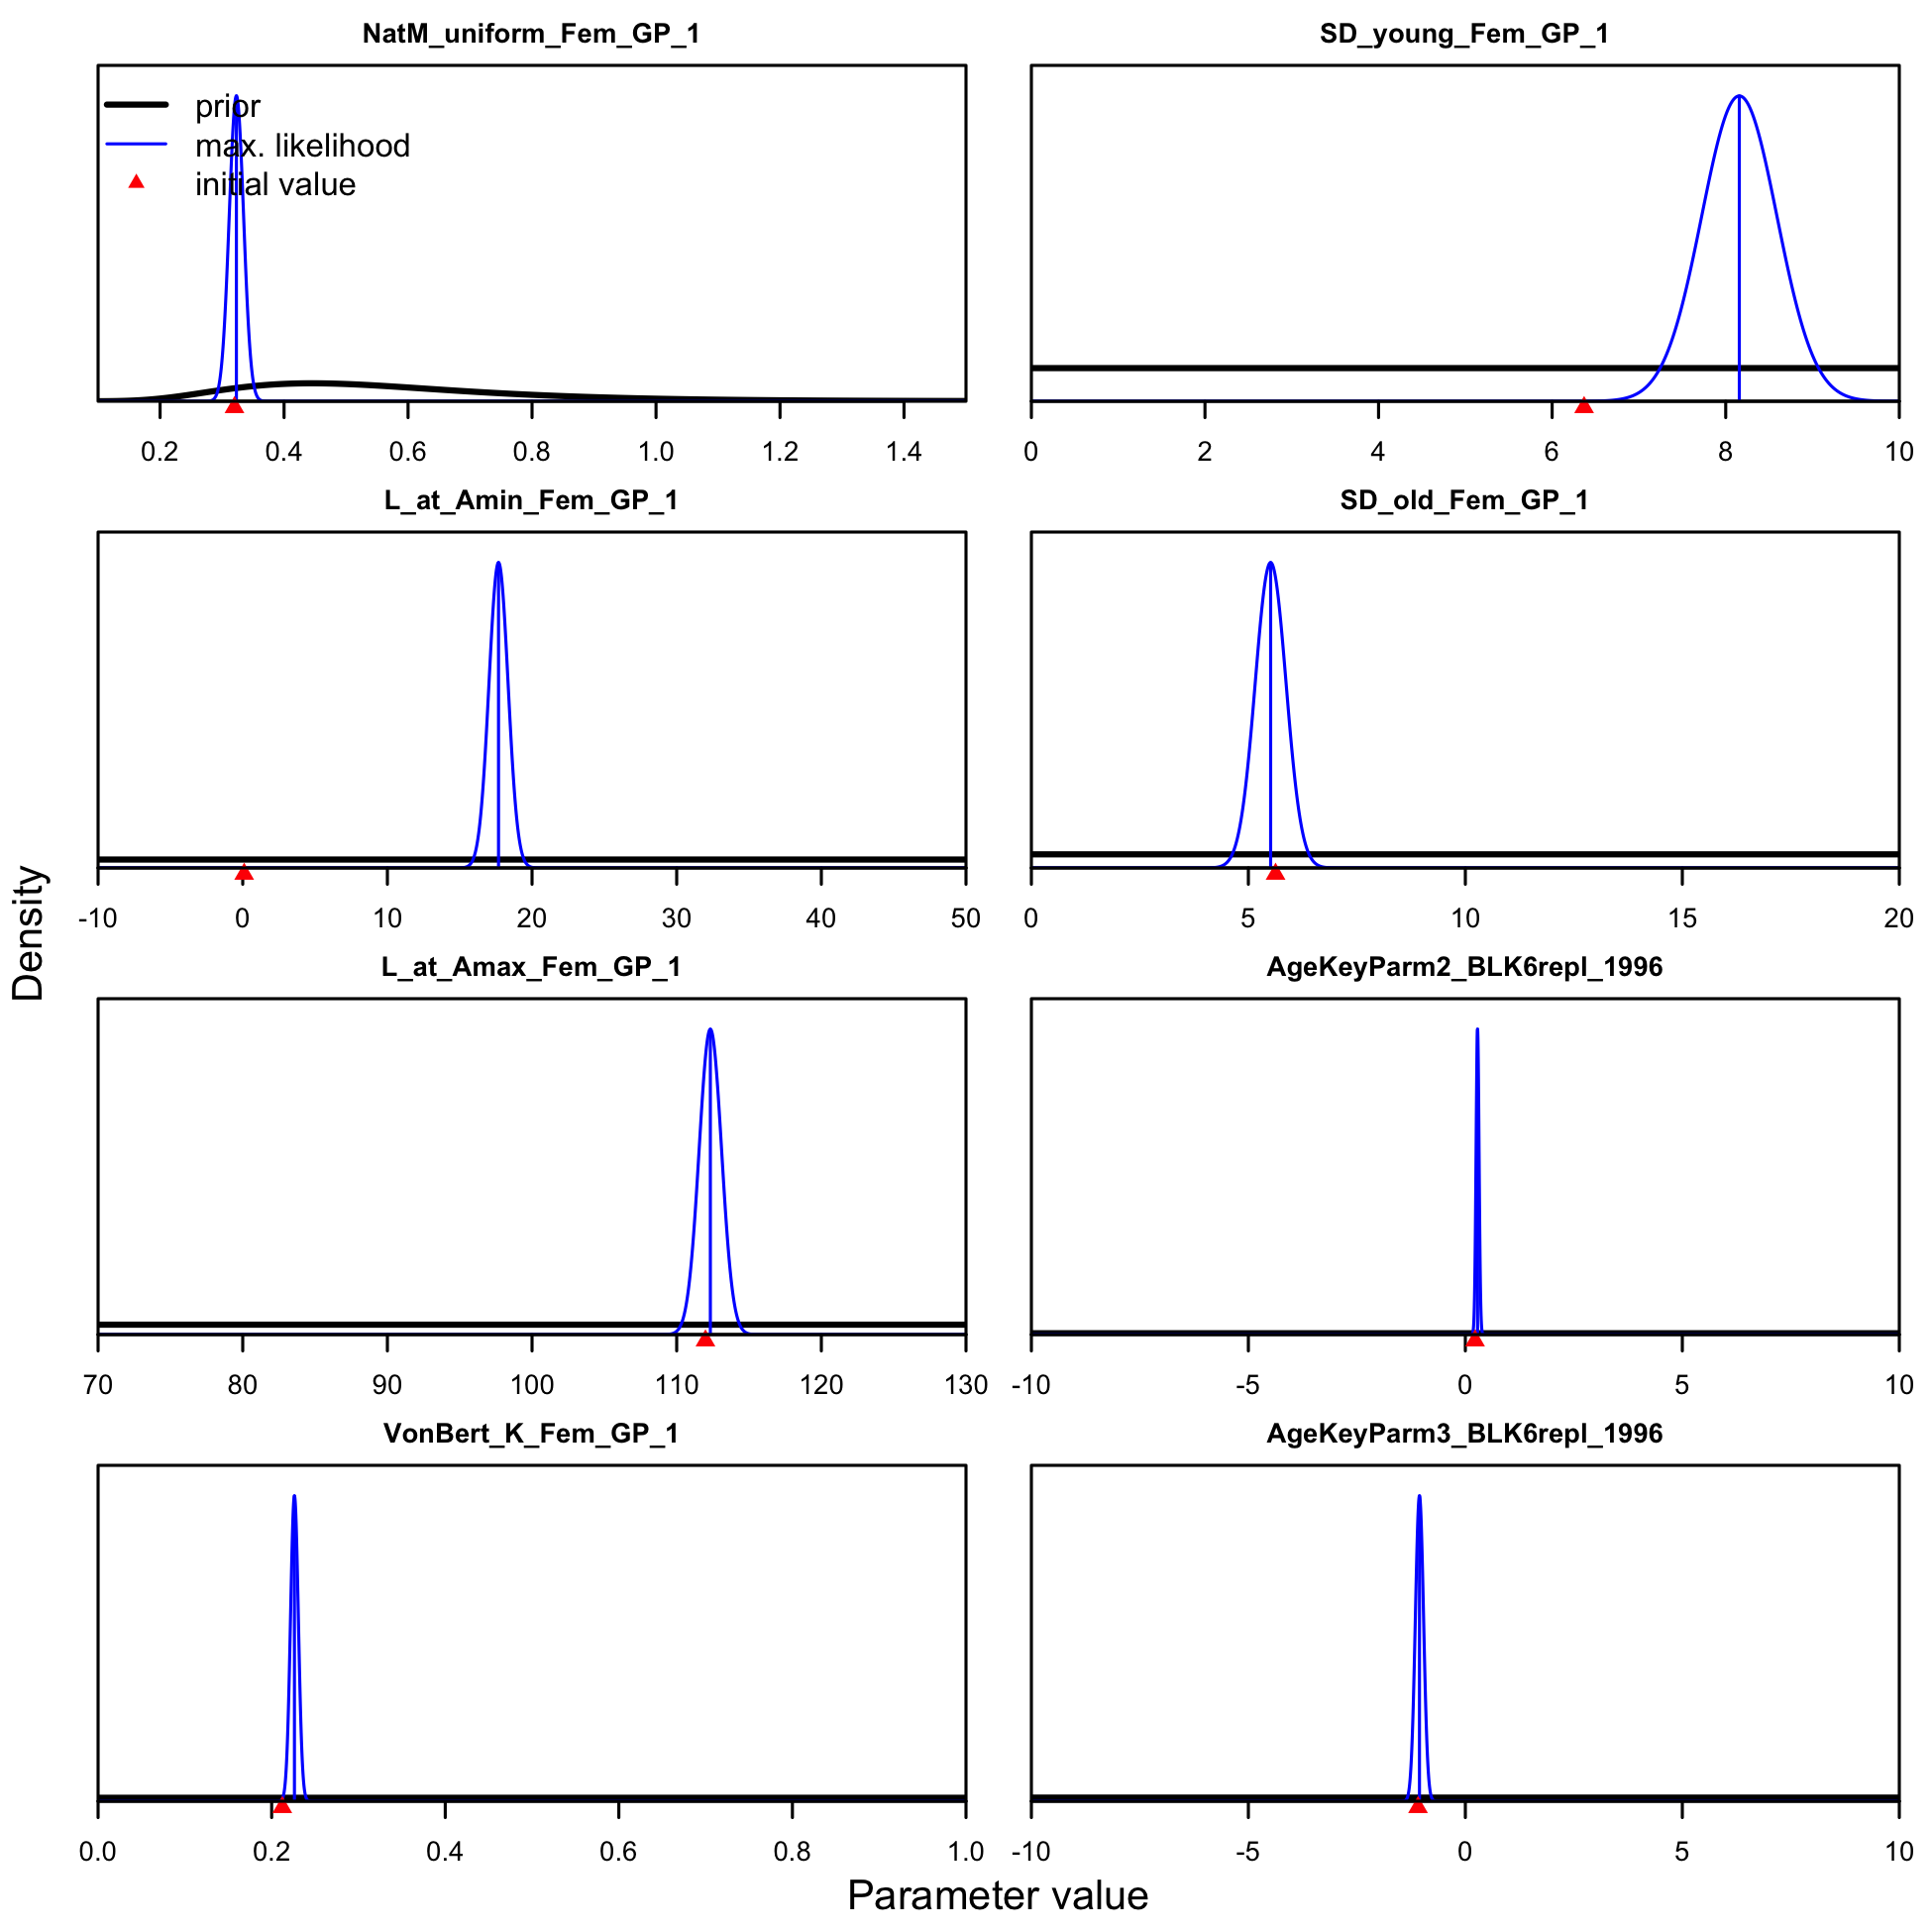 NatM_uniform_Fem_GP_1
prior
max. likelihood
initial value
0.2 0.4 0.6 0.8 1.0 1.2 1.4
SD_young_Fem_GP_1
0 2 4 6 8 10
L_at_Amin_Fem_GP_1
-10 0 10 20 30 40 50
SD_old_Fem_GP_1
0 5 10 15 20
Density
L_at_Amax_Fem_GP_1
70 80 90 100 110 120 130
AgeKeyParm2_BLK6repl_1996
-10 -5 0 5 10
VonBert_K_Fem_GP_1
0.0 0.2 0.4 0.6 0.8 1.0
AgeKeyParm3_BLK6repl_1996
-10 -5 0 5 10
Parameter value